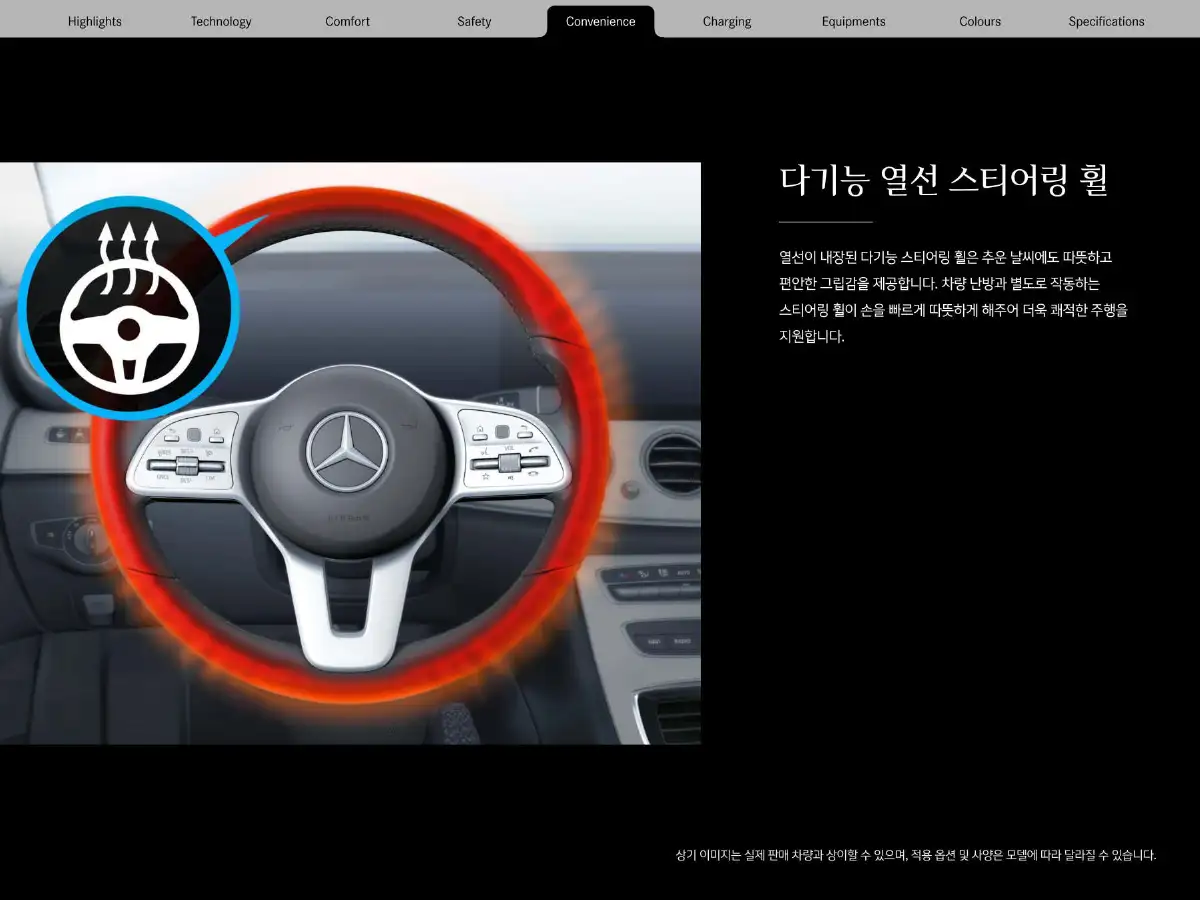 Highlights
Technology
Comfort
Safety
Convenience
Charging
Equipments
Colours
Specifications
다기능 열선 스티어링 휠
열선이 내장된 다기능 스티어링 휠은 추운 날씨에도 따뜻하고
편안한 그립감을 제공합니다. 차량 난방과 별도로 작동하는
스티어링 휠이 손을 빠르게 따뜻하게 해주어 더욱 쾌적한 주행을
지원합니다.
VOL
상기 이미지는 실제 판매 차량과 상이할 수 있으며, 적용 옵션 및 사양은 모델에 따라 달라질 수 있습니다.